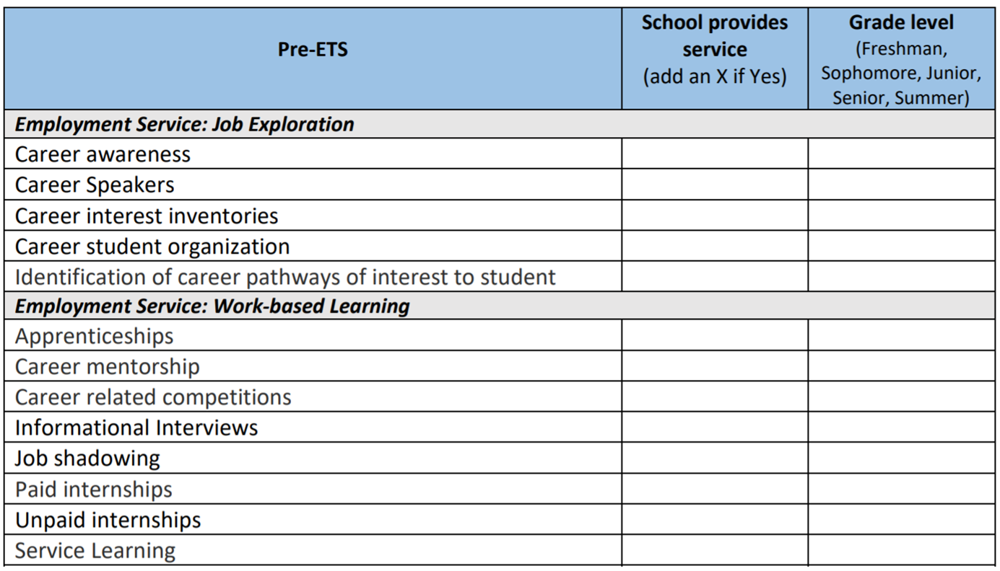 Pre-ETS
School provides
service
(add an X if Yes)
Grade level
(Freshman,
Sophomore, Junior,
Senior, Summer)
Employment Service: Job Exploration
Career awareness
Career Speakers
Career interest inventories
Career student organization
Identification of career pathways of interest to student
Employment Service: Work-based Learning
Apprenticeships
Career mentorship
Career related competitions
Informational Interviews
Job shadowing
Paid internships
Unpaid internships
Service Learning